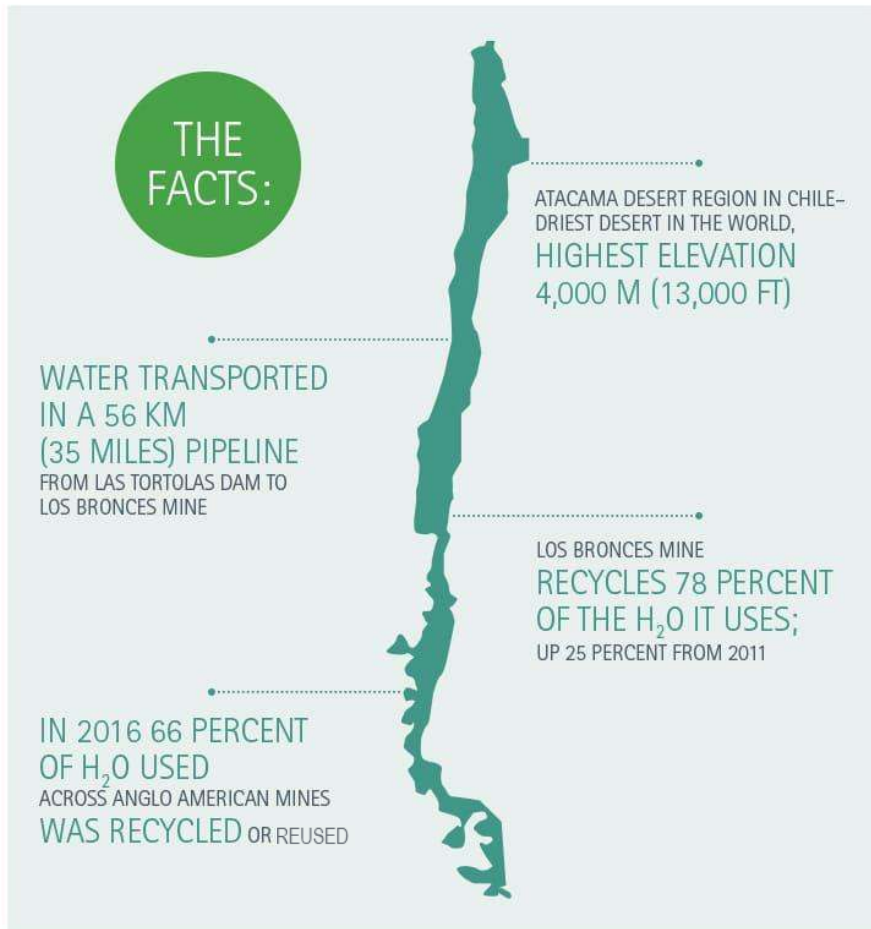 THE
FACTS:
ATACAMA DESERT REGION IN CHILE–
DRIEST DESERT IN THE WORLD,
HIGHEST ELEVATION
4,000 M (13,000 FT)
WATER TRANSPORTED
IN A 56 KM
(35 MILES) PIPELINE
FROM LAS TORTOLAS DAM TO
LOS BRONCES MINE
LOS BRONCES MINE
RECYCLES 78 PERCENT
OF THE H₂O IT USES;
UP 25 PERCENT FROM 2011
IN 2016 66 PERCENT
OF H₂O USED
ACROSS ANGLO AMERICAN MINES
WAS RECYCLED OR REUSED